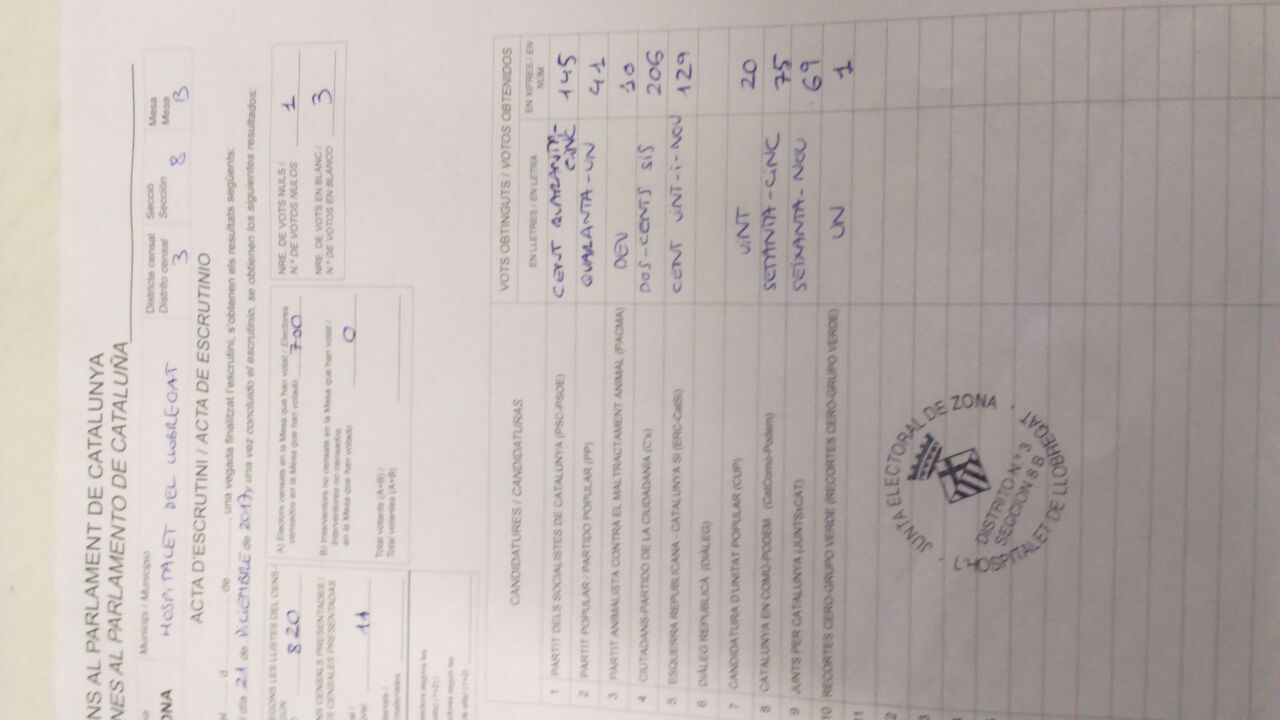 NS AL PARLAMENT DE CATALUNYA
NES AL PARLAMENTO DE CATALUÑA
Municipi / Municipio
HOSPITALET DEL LLOBREGAT
Districte censal
Distrito censal
3
Secció
Sección
8
Mesa
Mesa
B
ONA
ACTA D'ESCRUTINI / ACTA DE ESCRUTINIO
el d de , una vegada finalitzat l'escrutini, s'obtenen els resultats següents:
l día 21 de DICIEMBRE de 2017, y una vez concluido el escrutinio, se obtienen los siguientes resultados:
EGONS LES LLISTES DEL CENS /
820
11
A) Electors censats en la Mesa que han votat / Electores
censados en la Mesa que han votado 700
B) Interventors no censats en la Mesa que han votat /
Interventores no censados
en la Mesa que han votado 0
Total votants (A+B) /
Total votantes (A+B)
NRE. DE VOTS NULS /
N.º DE VOTOS NULOS 1
NRE. DE VOTS EN BLANC /
N.º DE VOTOS EN BLANCO 3
CANDIDATURES / CANDIDATURAS
VOTS OBTINGUTS / VOTOS OBTENIDOS
EN LLETRES / EN LETRA
EN XIFRES / EN NUM.
1 PARTIT DELS SOCIALISTES DE CATALUNYA (PSC-PSOE) CENT QUARANTA-CINC 145
2 PARTIT POPULAR / PARTIDO POPULAR (PP) QUARANTA-UN 41
3 PARTIT ANIMALISTA CONTRA EL MALTRACTAMENT ANIMAL (PACMA) DEU 10
4 CIUTADANS-PARTIDO DE LA CIUDADANÍA (C's) DOS-CENTS SIS 206
5 ESQUERRA REPUBLICANA CATALUNYA SI (ERC-CatSí) CENT VINT-I-NOU 129
6 DIÀLEG REPUBLICÀ (DIÀLEG)
7 CANDIDATURA D'UNITAT POPULAR (CUP) VINT 20
8 CATALUNYA EN COMÚ-PODEM (CatComú-Podem) SETANTA-CINC 75
9 JUNTS PER CATALUNYA (JUNTSxCAT) SEIXANTA-NOU 69
10 RECORTES CERO-GRUPO VERDE (RECORTES CERO-GRUPO VERDE) UN 1
11
12
JUNTA ELECTORAL DE ZONA
DISTRITO Nº 3
SECCION 8 B
HOSPITALET DE LLOBREGAT